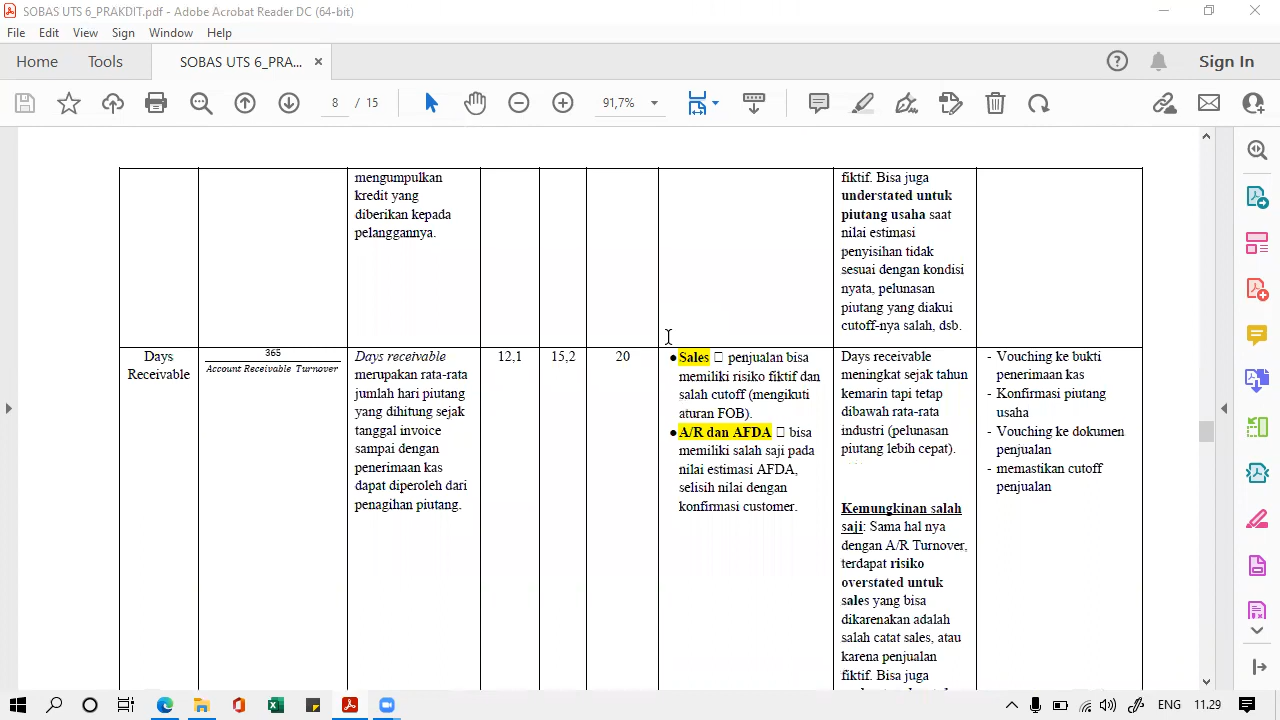 SOBAS UTS 6_PRAKDIT.pdf - Adobe Acrobat Reader DC (64-bit)
File Edit View Sign Window Help
Home Tools SOBAS UTS 6_PRA... × Sign In
8 / 15 91,7%
mengumpulkan
kredit yang
diberikan kepada
pelanggannya.
fiktif. Bisa juga
understated untuk
piutang usaha saat
nilai estimasi
penyisihan tidak
sesuai dengan kondisi
nyata, pelunasan
piutang yang diakui
cutoff-nya salah, dsb.
Days
Receivable
365
Account Receivable Turnover
Days receivable
merupakan rata-rata
jumlah hari piutang
yang dihitung sejak
tanggal invoice
sampai dengan
penerimaan kas
dapat diperoleh dari
penagihan piutang.
12,1
15,2
20
● Sales □ penjualan bisa
memiliki risiko fiktif dan
salah cutoff (mengikuti
aturan FOB).
● A/R dan AFDA □ bisa
memiliki salah saji pada
nilai estimasi AFDA,
selisih nilai dengan
konfirmasi customer.
Days receivable
meningkat sejak tahun
kemarin tapi tetap
dibawah rata-rata
industri (pelunasan
piutang lebih cepat).
Kemungkinan salah
saji: Sama hal nya
dengan A/R Turnover,
terdapat risiko
overstated untuk
sales yang bisa
dikarenakan adalah
salah catat sales, atau
karena penjualan
fiktif. Bisa juga
- Vouching ke bukti
penerimaan kas
- Konfirmasi piutang
usaha
- Vouching ke dokumen
penjualan
- memastikan cutoff
penjualan
ENG 11.29